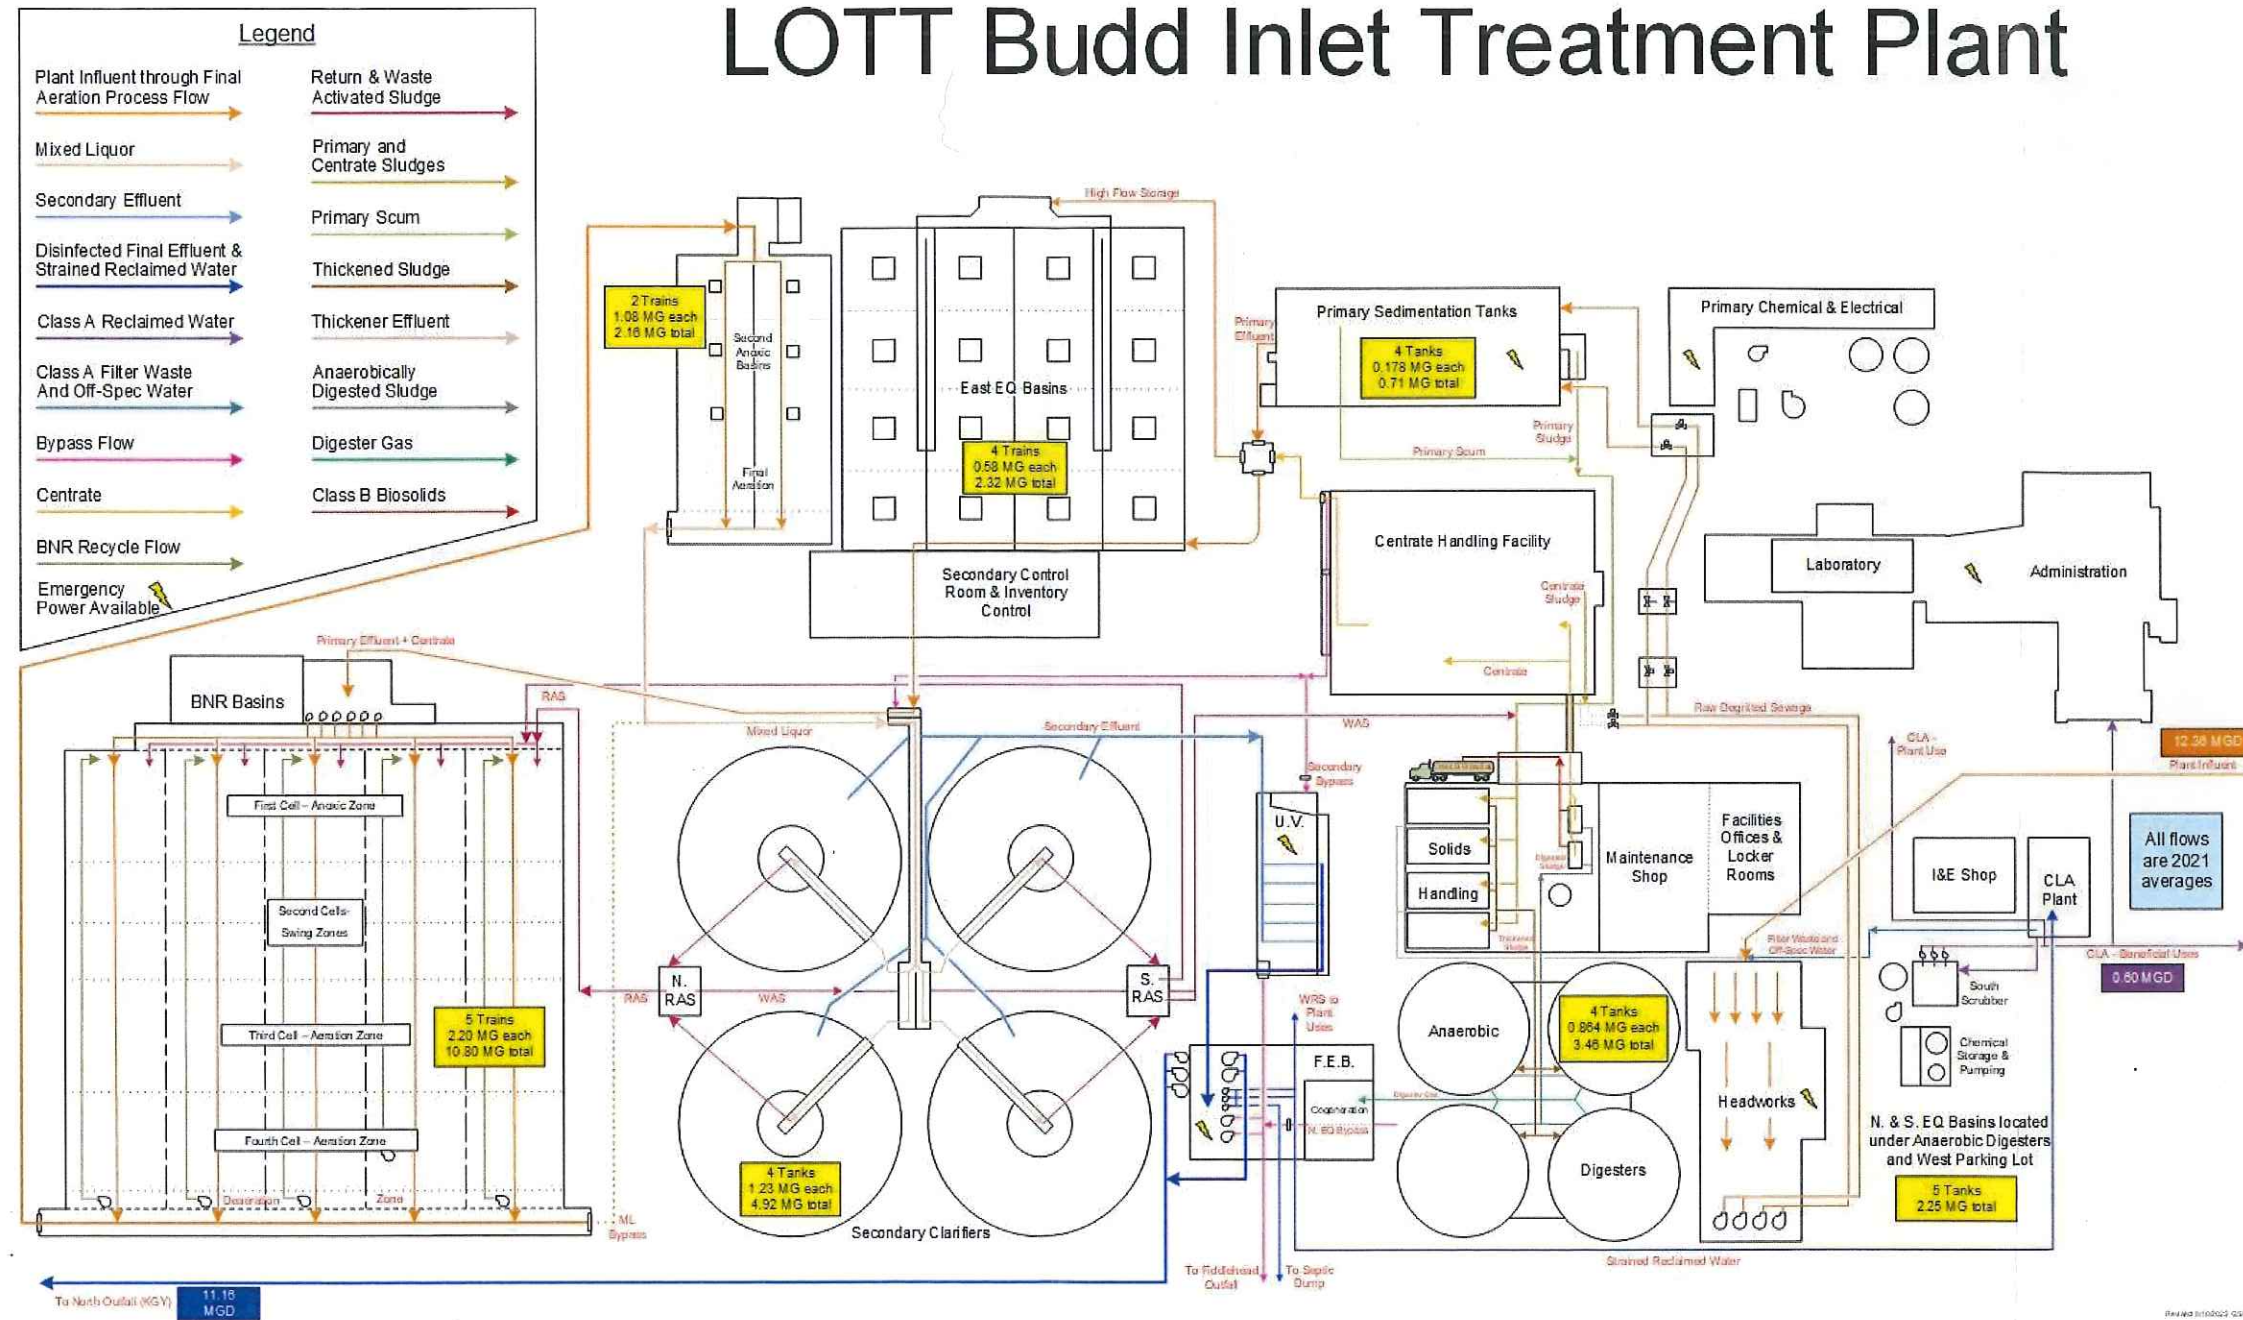 LOTT Budd Inlet Treatment Plant
Legend
Plant Influent through Final
Aeration Process Flow
Mixed Liquor
Secondary Effluent
Disinfected Final Effluent &
Strained Reclaimed Water
Class A Reclaimed Water
Class A Filter Waste
And Off-Spec Water
Bypass Flow
Centrate
BNR Recycle Flow
Emergency
Power Available
Return & Waste
Activated Sludge
Primary and
Centrate Sludges
Primary Scum
Thickened Sludge
Thickener Effluent
Anaerobically
Digested Sludge
Digester Gas
Class B Biosolids
2 Trains
1.08 MG each
2.16 MG total
Second
Anoxic
Basins
Final
Aeration
High Flow Storage
East EQ Basins
4 Trains
0.58 MG each
2.32 MG total
Secondary Control
Room & Inventory
Control
Primary
Effluent
Primary Sedimentation Tanks
4 Tanks
0.178 MG each
0.71 MG total
Primary
Sludge
Primary Scum
Primary Chemical & Electrical
Centrate Handling Facility
Centrate
Sludge
Centrate
Laboratory
Administration
Primary Effluent + Centrate
BNR Basins
RAS
First Cell – Anoxic Zone
Second Cells-
Swing Zones
Third Cell – Aeration Zone
Fourth Cell – Aeration Zone
5 Trains
2.20 MG each
10.80 MG total
Deaeration Zone
ML
Bypass
To North Outfall (KGY)
11.16
MGD
Mixed Liquor
Secondary Effluent
N.
RAS
RAS
WAS
S.
RAS
4 Tanks
1.23 MG each
4.92 MG total
Secondary Clarifiers
WAS
Secondary
Bypass
U.V.
WRS to
Plant
Uses
F.E.B.
Cogeneration
Digester Gas
N. EQ Bypass
To Fiddlehead
Outfall
To Septic
Dump
Raw Degritted Sewage
Solids
Handling
Digested
Sludge
Thickened
Sludge
Maintenance
Shop
Facilities
Offices &
Locker
Rooms
Anaerobic
Digesters
4 Tanks
0.864 MG each
3.46 MG total
Filter Waste and
Off-Spec Water
Headworks
CLA -
Plant Use
12.36 MGD
Plant Influent
All flows
are 2021
averages
I&E Shop
CLA
Plant
CLA - Beneficial Uses
0.60 MGD
South
Scrubber
Chemical
Storage &
Pumping
N. & S. EQ Basins located
under Anaerobic Digesters
and West Parking Lot
5 Tanks
2.25 MG total
Strained Reclaimed Water